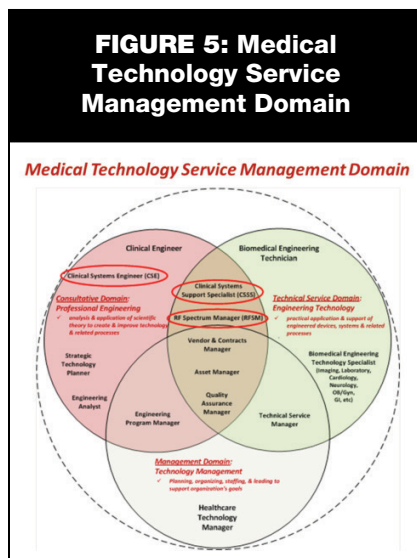 FIGURE 5: Medical
Technology Service
Management Domain
Medical Technology Service Management Domain
Clinical Engineer
Biomedical Engineering
Technician
Clinical Systems Engineer (CSE)
Clinical Systems
Support Specialist (CSSS)
Consultative Domain:
Professional Engineering
✓ analysis & application of scientific
theory to create & improve technology
& related processes
RF Spectrum Manager (RFSM)
Technical Service Domain:
Engineering Technology
✓ practical application & support of
engineered devices, systems & related
processes
Vendor & Contracts
Manager
Strategic
Technology
Planner
Asset Manager
Biomedical Engineering
Technology Specialist
(Imaging, Laboratory,
Cardiology,
Neurology,
OB/Gyn,
GI, etc)
Engineering
Analyst
Quality
Assurance
Manager
Engineering
Program Manager
Technical Service
Manager
Management Domain:
Technology Management
✓ Planning, organizing, staffing, & leading to
support organization's goals
Healthcare
Technology
Manager